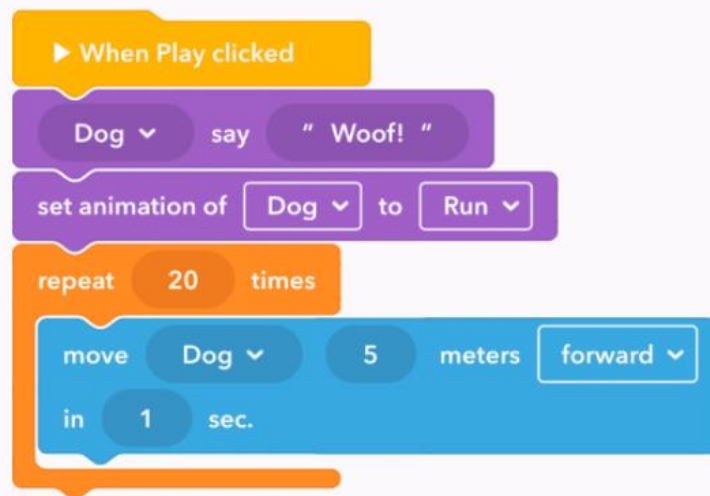 When Play clicked
Dog say " Woof! "
set animation of Dog to Run
repeat 20 times
move Dog 5 meters forward
in 1 sec.